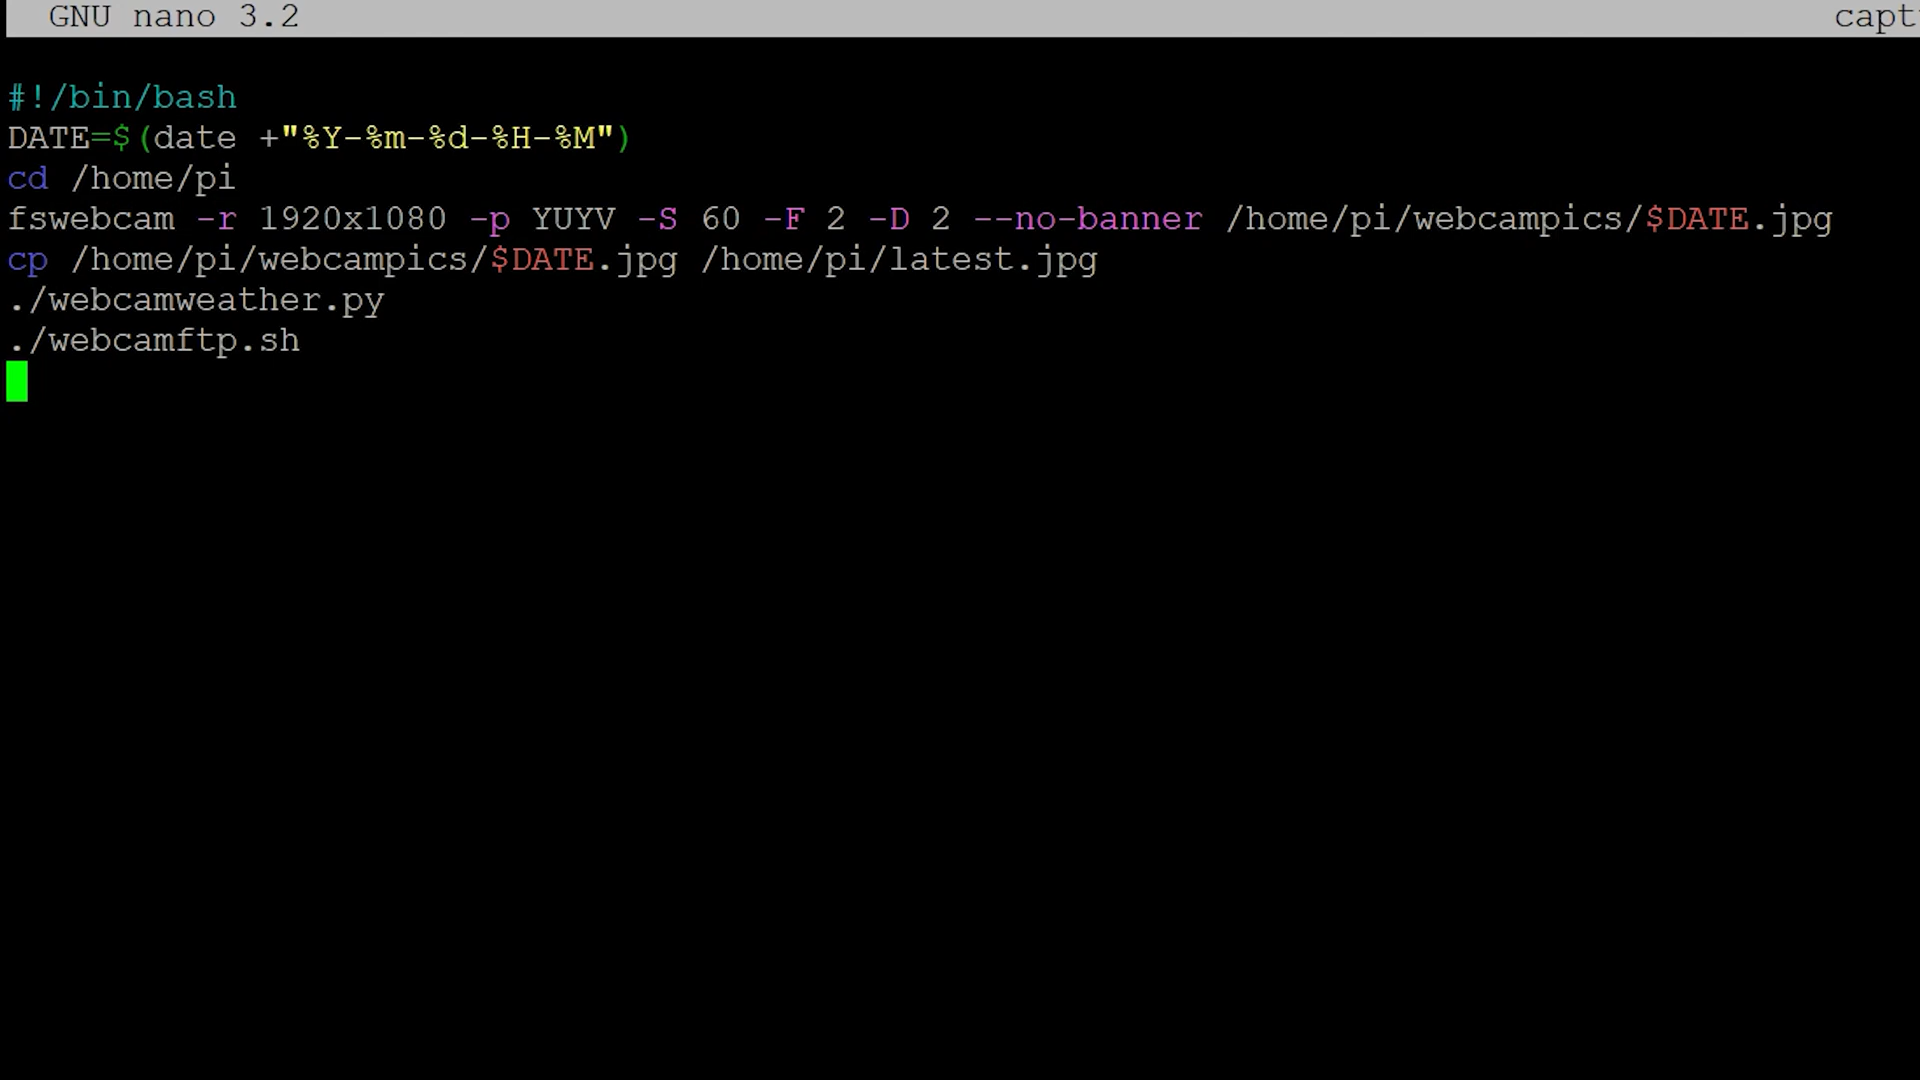 GNU nano 3.2 capt
#!/bin/bash
DATE=$(date +"%Y-%m-%d-%H-%M")
cd /home/pi
fswebcam -r 1920x1080 -p YUYV -S 60 -F 2 -D 2 --no-banner /home/pi/webcampics/$DATE.jpg
cp /home/pi/webcampics/$DATE.jpg /home/pi/latest.jpg
./webcamweather.py
./webcamftp.sh